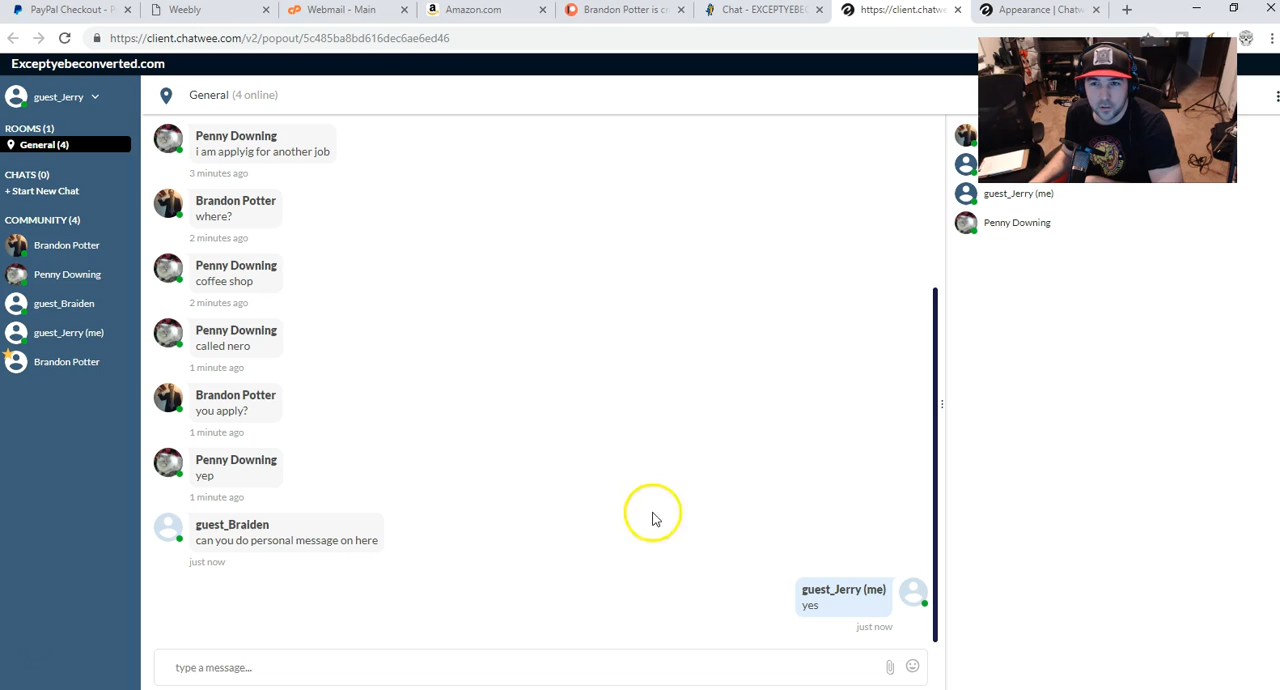 PayPal Checkout - P
Weebly
Webmail - Main
Amazon.com
Brandon Potter is c
Chat - EXCEPTYEBEC
https://client.chatwe
Appearance | Chatw
https://client.chatwee.com/v2/popout/5c485ba8bd616dec6ae6ed46
Exceptyebeconverted.com
guest_Jerry
ROOMS (1)
General (4)
CHATS (0)
+ Start New Chat
COMMUNITY (4)
Brandon Potter
Penny Downing
guest_Braiden
guest_Jerry (me)
Brandon Potter
General (4 online)
Penny Downing
i am applyig for another job
3 minutes ago
Brandon Potter
where?
2 minutes ago
Penny Downing
coffee shop
2 minutes ago
Penny Downing
called nero
1 minute ago
Brandon Potter
you apply?
1 minute ago
Penny Downing
yep
1 minute ago
guest_Braiden
can you do personal message on here
just now
guest_Jerry (me)
yes
just now
type a message...
guest_Jerry (me)
Penny Downing